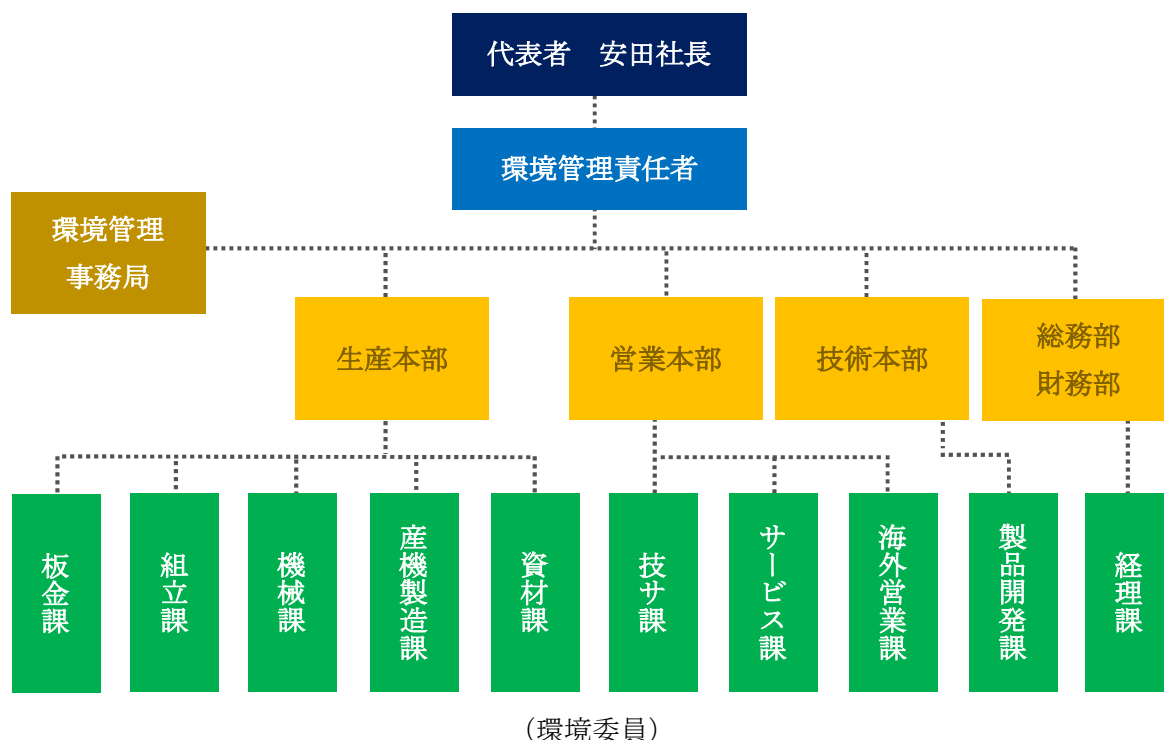 代表者　安田社長
環境管理責任者
環境管理
事務局
生産本部
営業本部
技術本部
総務部
財務部
板金課
組立課
機械課
産機製造課
資材課
技サ課
サービス課
海外営業課
製品開発課
経理課
（環境委員）